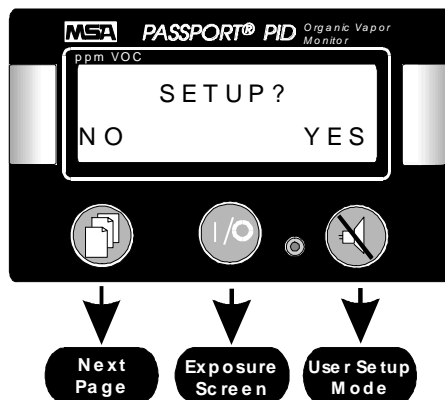 MSA PASSPORT® PID Organic Vapor Monitor
ppm VOC
SETUP?
NO YES
I/O
Next Page
Exposure Screen
User Setup Mode